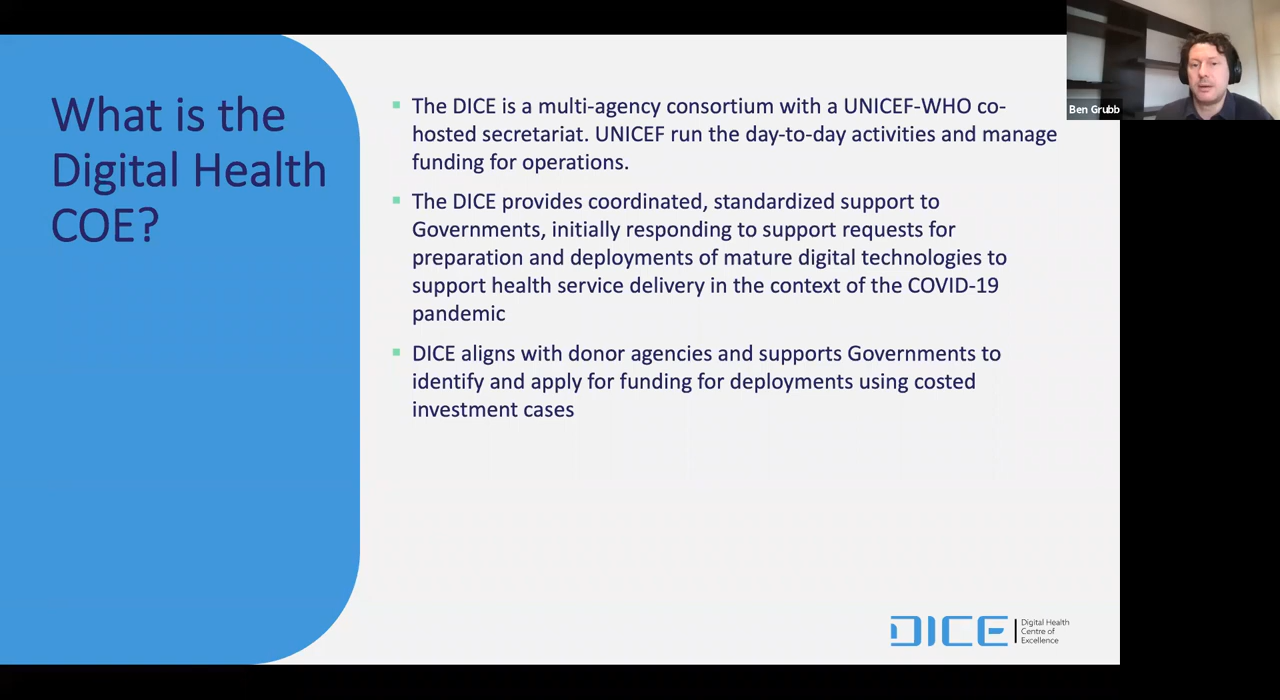 What is the
Digital Health
COE?
The DICE is a multi-agency consortium with a UNICEF-WHO co-
hosted secretariat. UNICEF run the day-to-day activities and manage
funding for operations.
The DICE provides coordinated, standardized support to
Governments, initially responding to support requests for
preparation and deployments of mature digital technologies to
support health service delivery in the context of the COVID-19
pandemic
DICE aligns with donor agencies and supports Governments to
identify and apply for funding for deployments using costed
investment cases
Ben Grubb
DICE
Digital Health
Centre of
Excellence